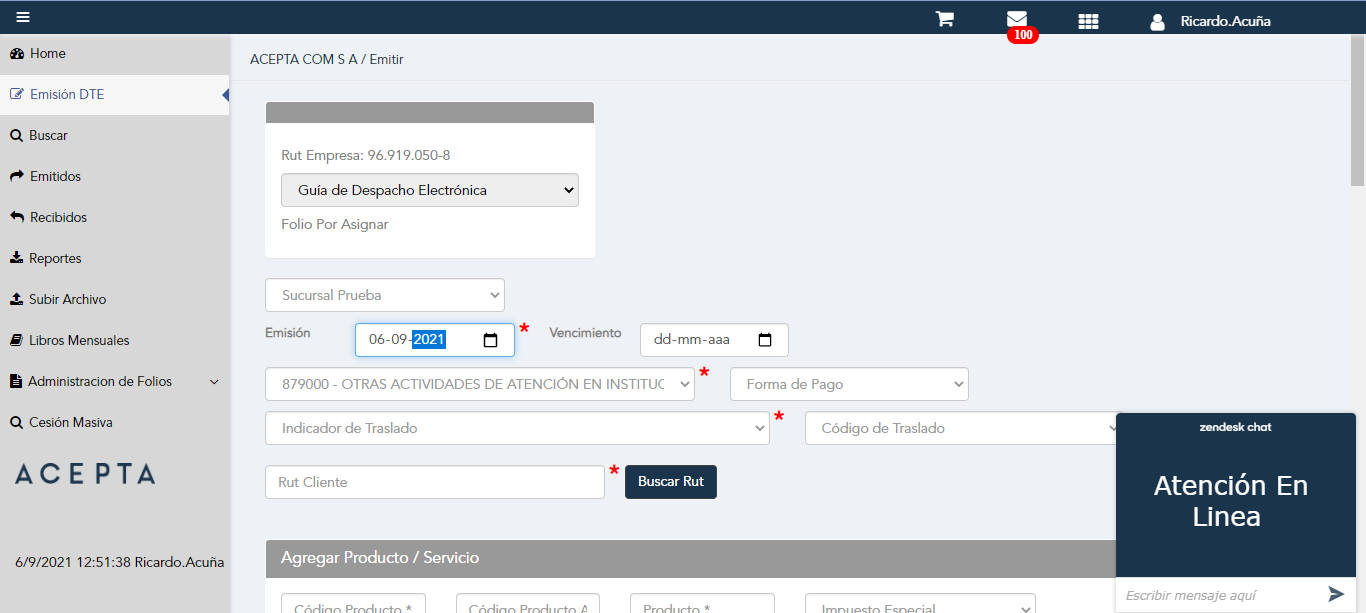 100
Ricardo.Acuña
Home
Emisión DTE
Buscar
Emitidos
Recibidos
Reportes
Subir Archivo
Libros Mensuales
Administracion de Folios
Cesión Masiva
ACEPTA
6/9/2021 12:51:38 Ricardo.Acuña
ACEPTA COM S A / Emitir
Rut Empresa: 96.919.050-8
Guía de Despacho Electrónica
Folio Por Asignar
Sucursal Prueba
Emisión 06-09-2021 * Vencimiento dd-mm-aaa
879000 - OTRAS ACTIVIDADES DE ATENCIÓN EN INSTITUC * Forma de Pago
Indicador de Traslado * Código de Traslado
Rut Cliente * Buscar Rut
Agregar Producto / Servicio
Código Producto * Código Producto A Producto * Impuesto Especial
zendesk chat
Atención En
Linea
Escribir mensaje aquí